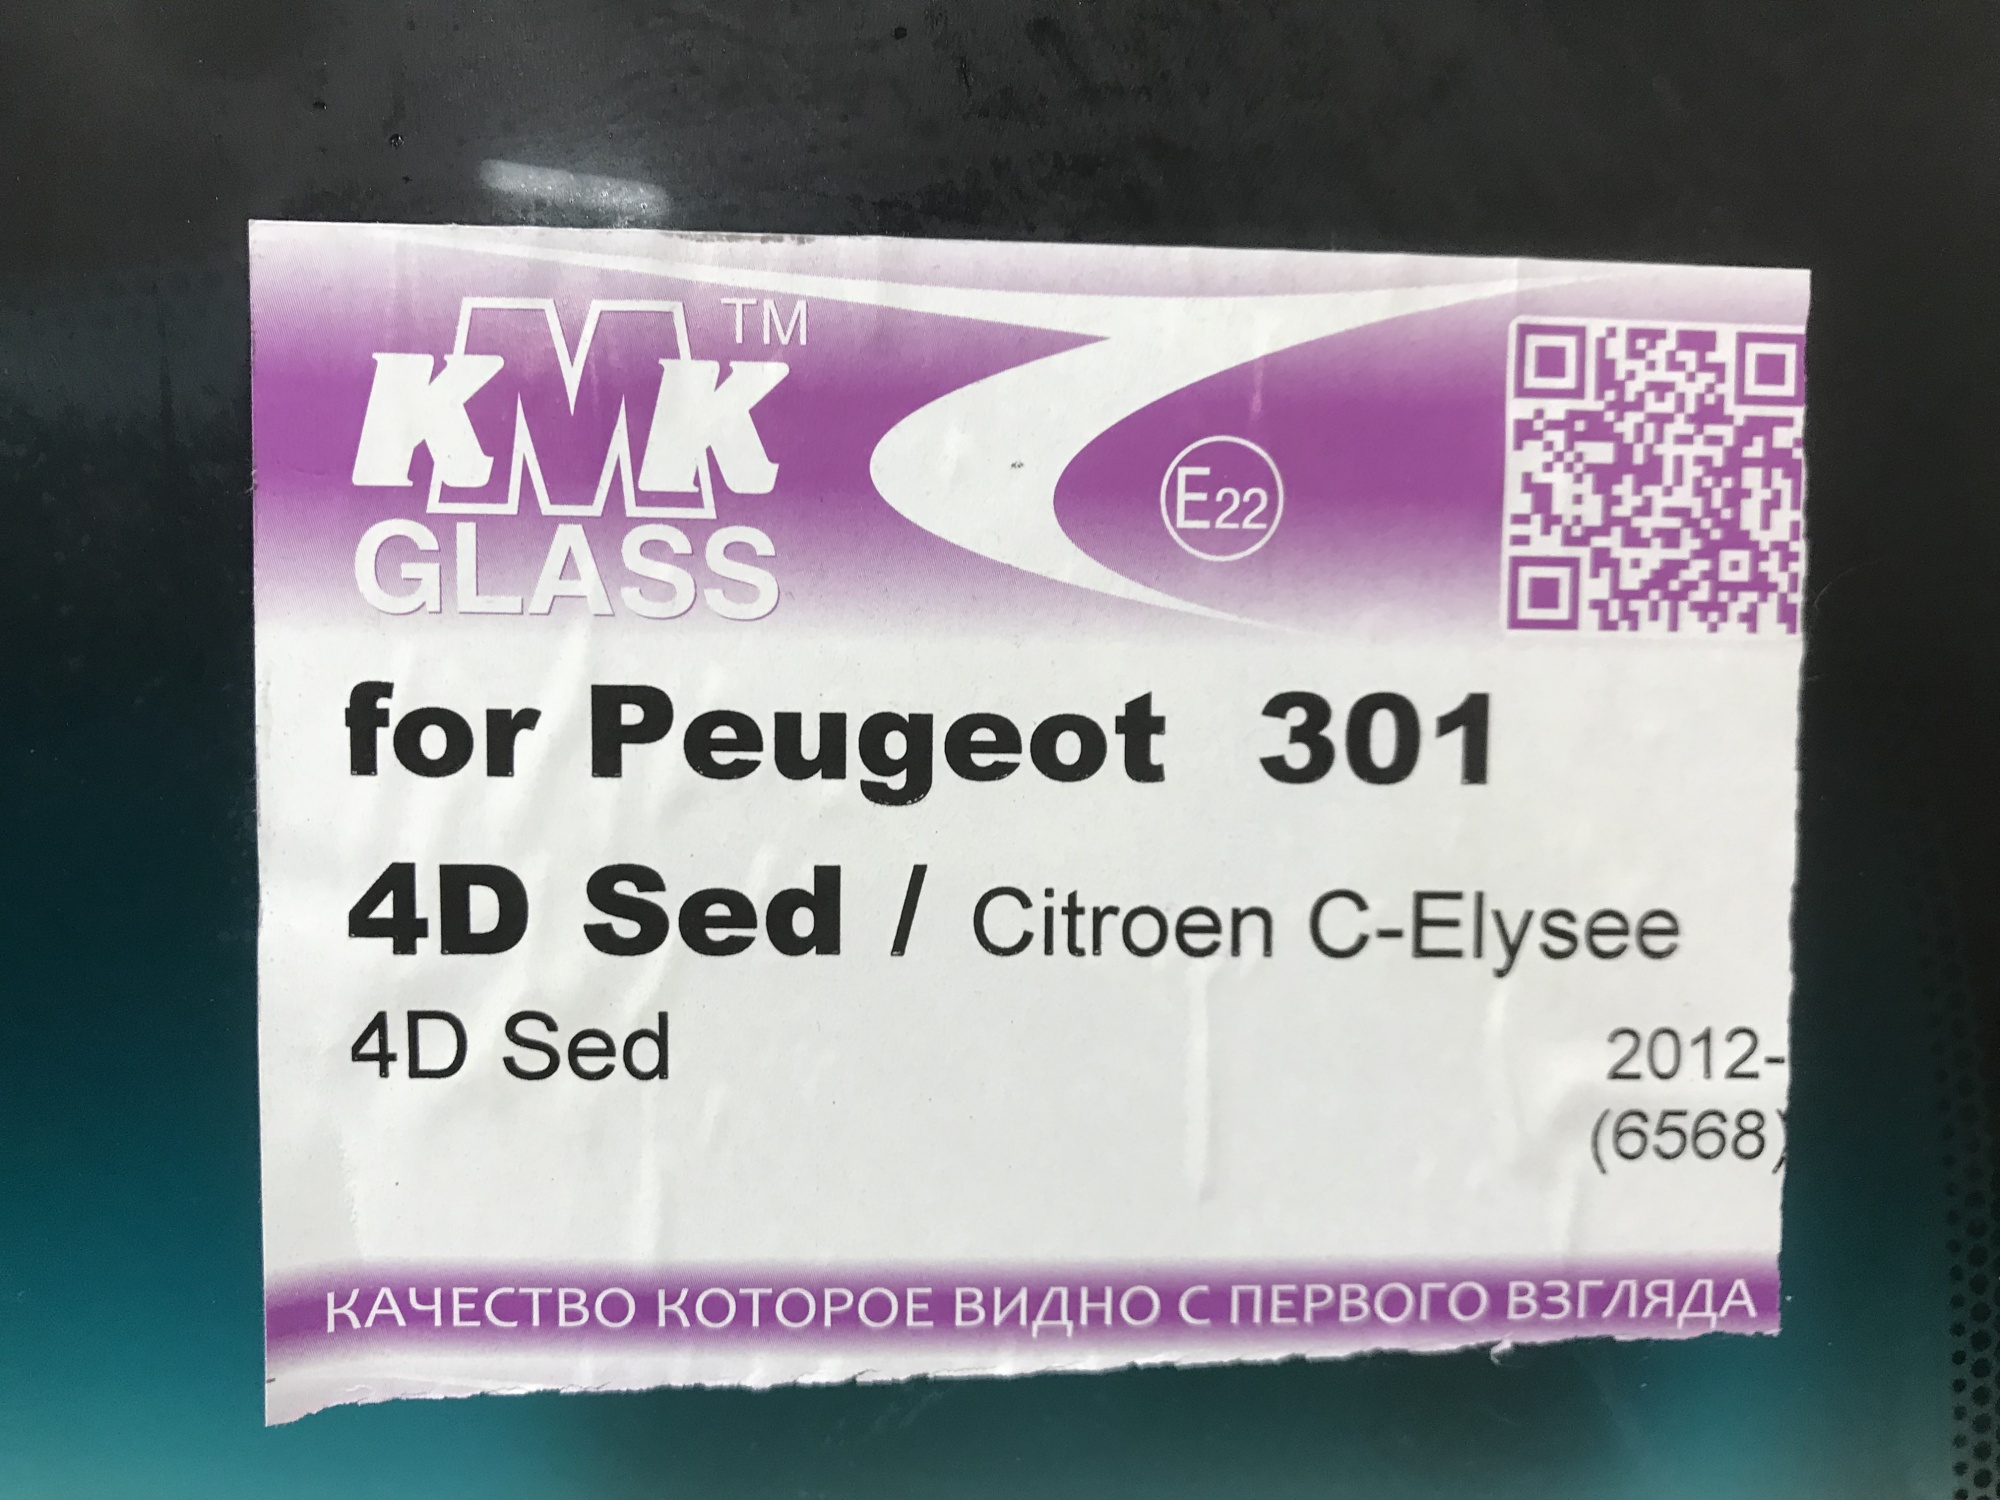 KMK TM
GLASS
E22
for Peugeot 301
4D Sed / Citroen C-Elysee
4D Sed
2012-
(6568)
КАЧЕСТВО КОТОРОЕ ВИДНО С ПЕРВОГО ВЗГЛЯДА